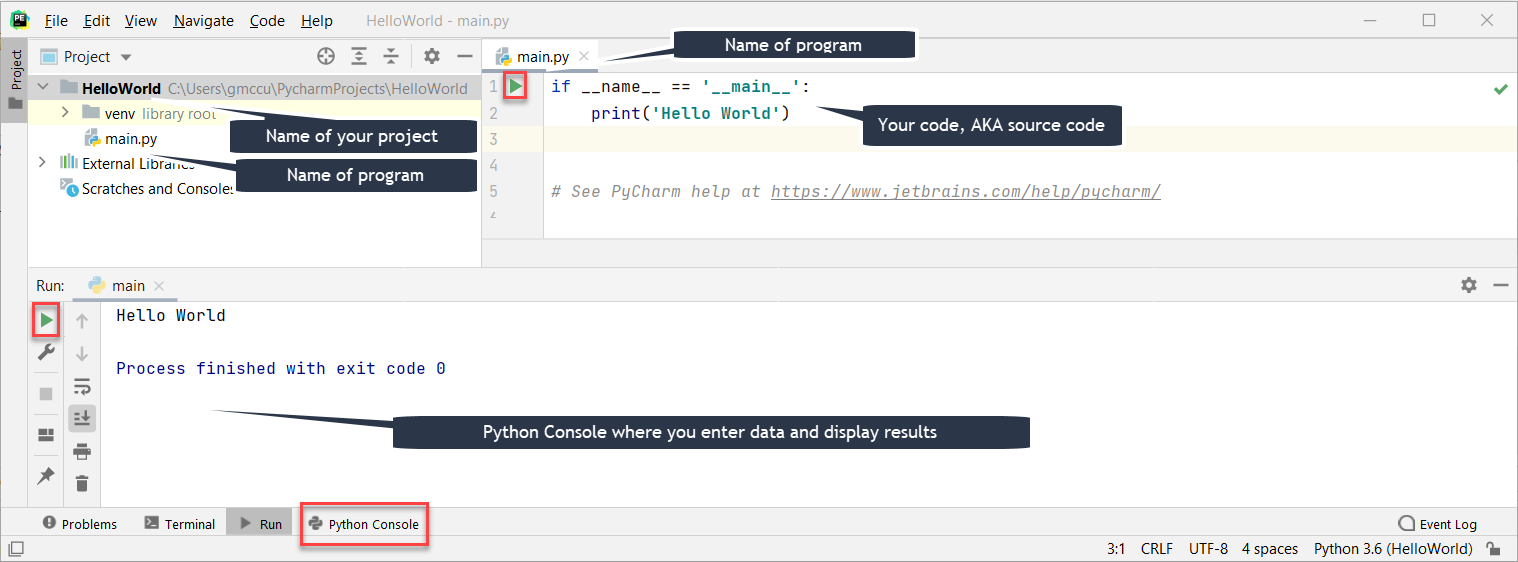 PE File Edit View Navigate Code Help HelloWorld - main.py
Project
Project
main.py
Name of program
HelloWorld C:\Users\gmccu\PycharmProjects\HelloWorld
venv library root
Name of your project
main.py
External Libraries
Name of program
Scratches and Consoles
1 if __name__ == '__main__':
2 print('Hello World')
Your code, AKA source code
3
4
5 # See PyCharm help at https://www.jetbrains.com/help/pycharm/
Run: main
Hello World
Process finished with exit code 0
Python Console where you enter data and display results
Problems Terminal Run Python Console Event Log
3:1 CRLF UTF-8 4 spaces Python 3.6 (HelloWorld)